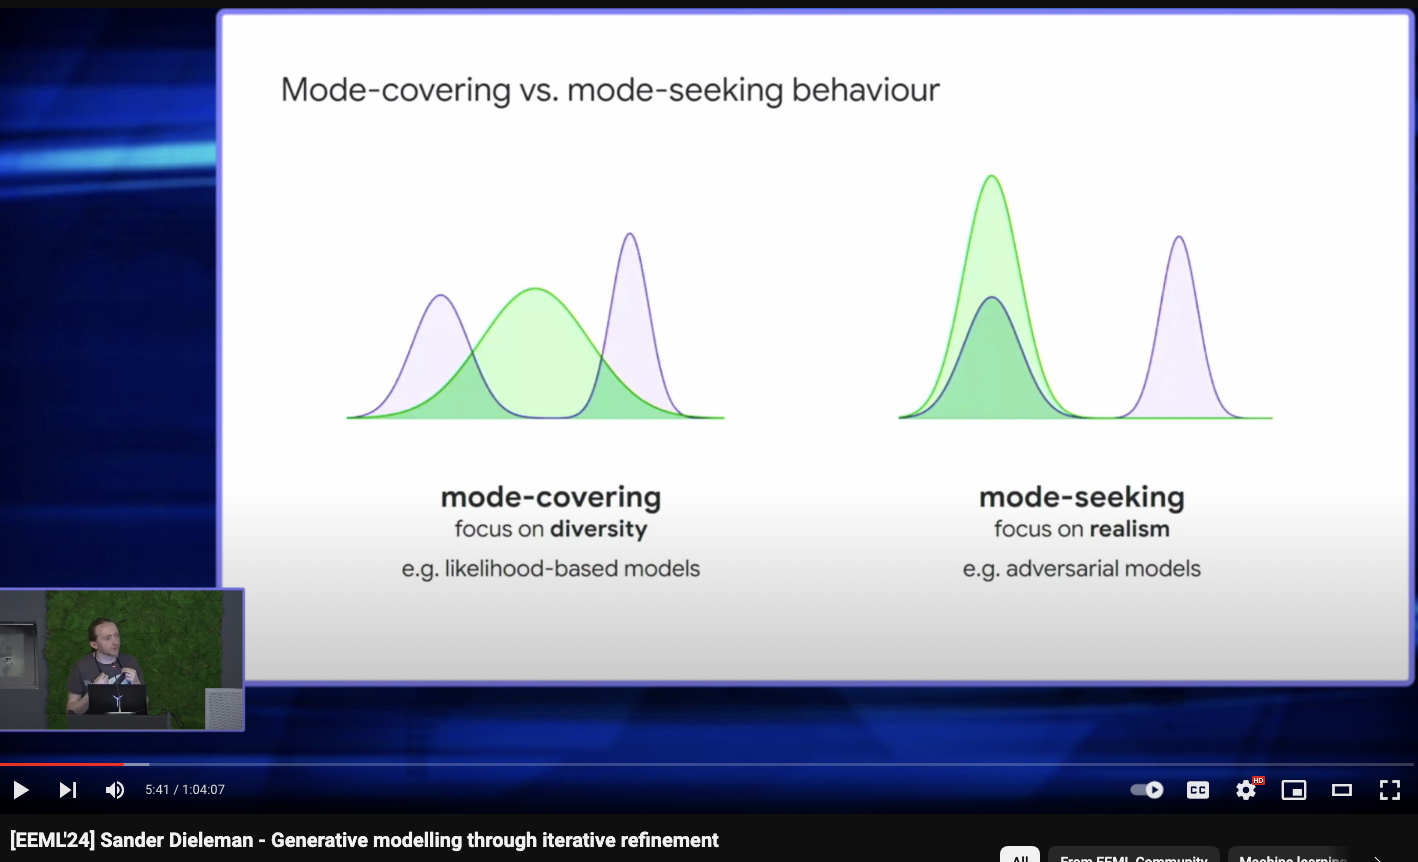 Mode-covering vs. mode-seeking behaviour
mode-covering
focus on diversity
e.g. likelihood-based models
mode-seeking
focus on realism
e.g. adversarial models
5:41 / 1:04:07
CC
HD
[EEML'24] Sander Dieleman - Generative modelling through iterative refinement
All
From EEML Community
Machine learning